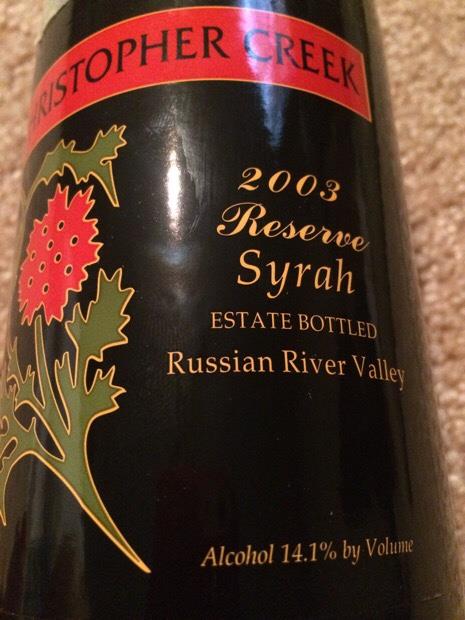 RISTOPHER CREEK
2003
Reserve
Syrah
ESTATE BOTTLED
Russian River Valley
Alcohol 14.1% by Volume